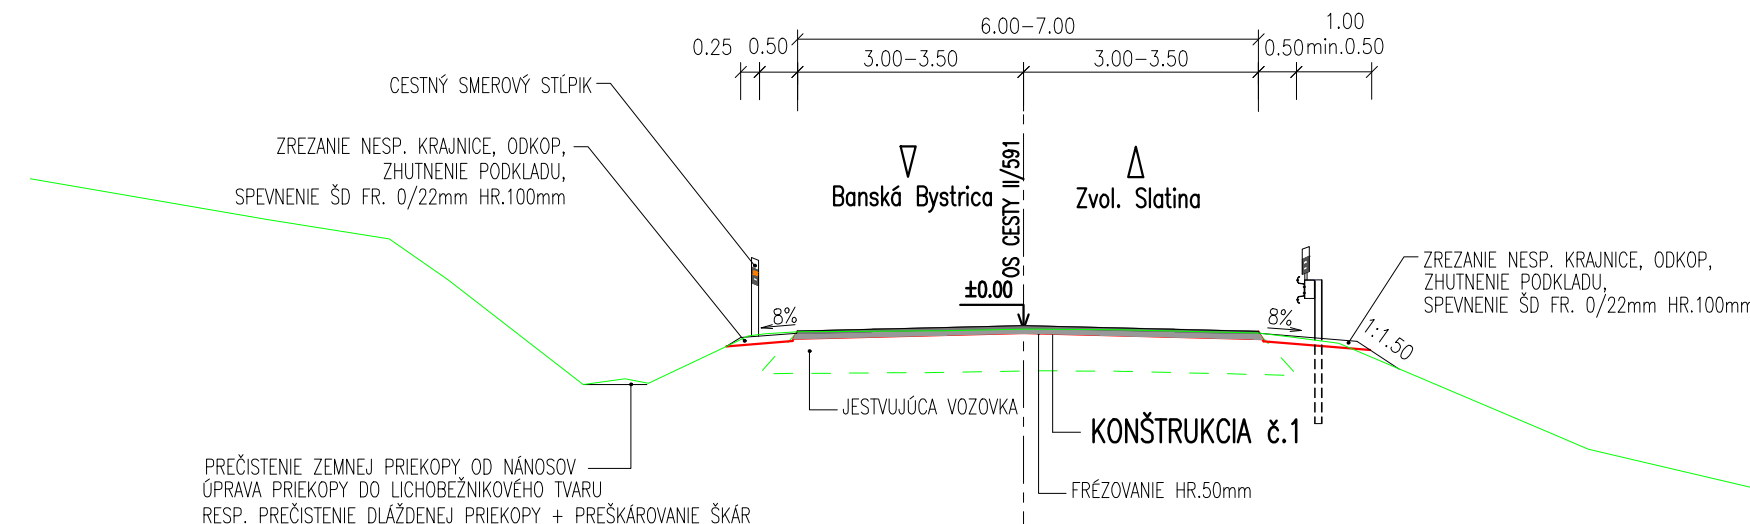 6.00-7.00
1.00
0.25 0.50 3.00-3.50 3.00-3.50 0.50 min.0.50
CESTNÝ SMEROVÝ STĹPIK
ZREZANIE NESP. KRAJNICE, ODKOP,
ZHUTNENIE PODKLADU,
SPEVNENIE ŠD FR. 0/22mm HR.100mm
Banská Bystrica
OS CESTY II/591
Zvol. Slatina
ZREZANIE NESP. KRAJNICE, ODKOP,
ZHUTNENIE PODKLADU,
SPEVNENIE ŠD FR. 0/22mm HR.100mm
±0.00
8%
8%
1:1.50
JESTVUJÚCA VOZOVKA
KONŠTRUKCIA č.1
PREČISTENIE ZEMNEJ PRIEKOPY OD NÁNOSOV
ÚPRAVA PRIEKOPY DO LICHOBEŽNIKOVÉHO TVARU
RESP. PREČISTENIE DLÁŽDENEJ PRIEKOPY + PREŠKÁROVANIE ŠKÁR
FRÉZOVANIE HR.50mm